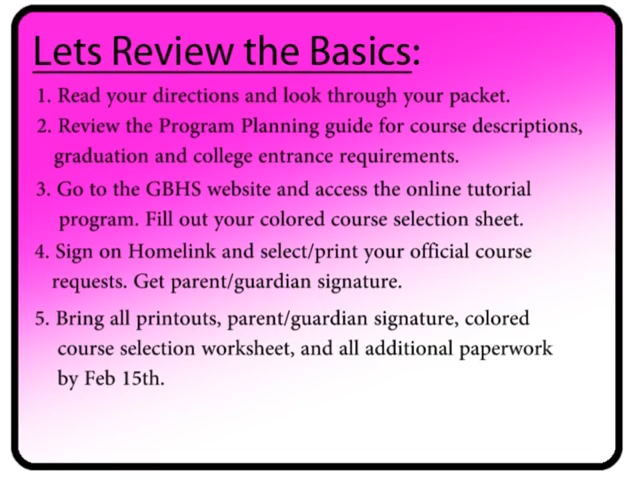 Lets Review the Basics:
1. Read your directions and look through your packet.
2. Review the Program Planning guide for course descriptions,
graduation and college entrance requirements.
3. Go to the GBHS website and access the online tutorial
program. Fill out your colored course selection sheet.
4. Sign on Homelink and select/print your official course
requests. Get parent/guardian signature.
5. Bring all printouts, parent/guardian signature, colored
course selection worksheet, and all additional paperwork
by Feb 15th.